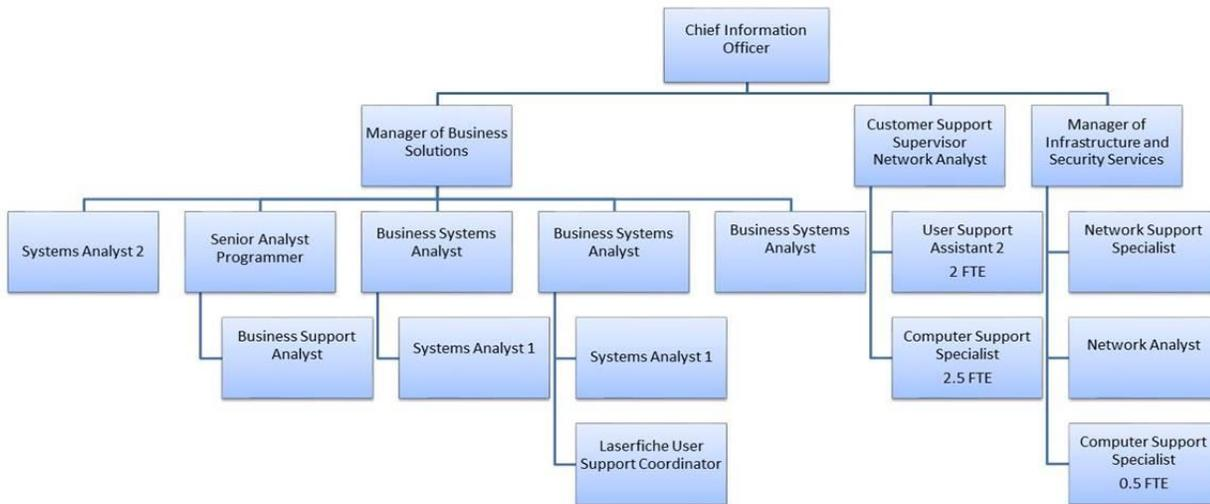 Chief Information
Officer
Manager of Business
Solutions
Customer Support
Supervisor
Network Analyst
Manager of
Infrastructure and
Security Services
Systems Analyst 2
Senior Analyst
Programmer
Business Systems
Analyst
Business Systems
Analyst
Business Systems
Analyst
User Support
Assistant 2
2 FTE
Network Support
Specialist
Business Support
Analyst
Systems Analyst 1
Systems Analyst 1
Computer Support
Specialist
2.5 FTE
Network Analyst
Laserfiche User
Support Coordinator
Computer Support
Specialist
0.5 FTE